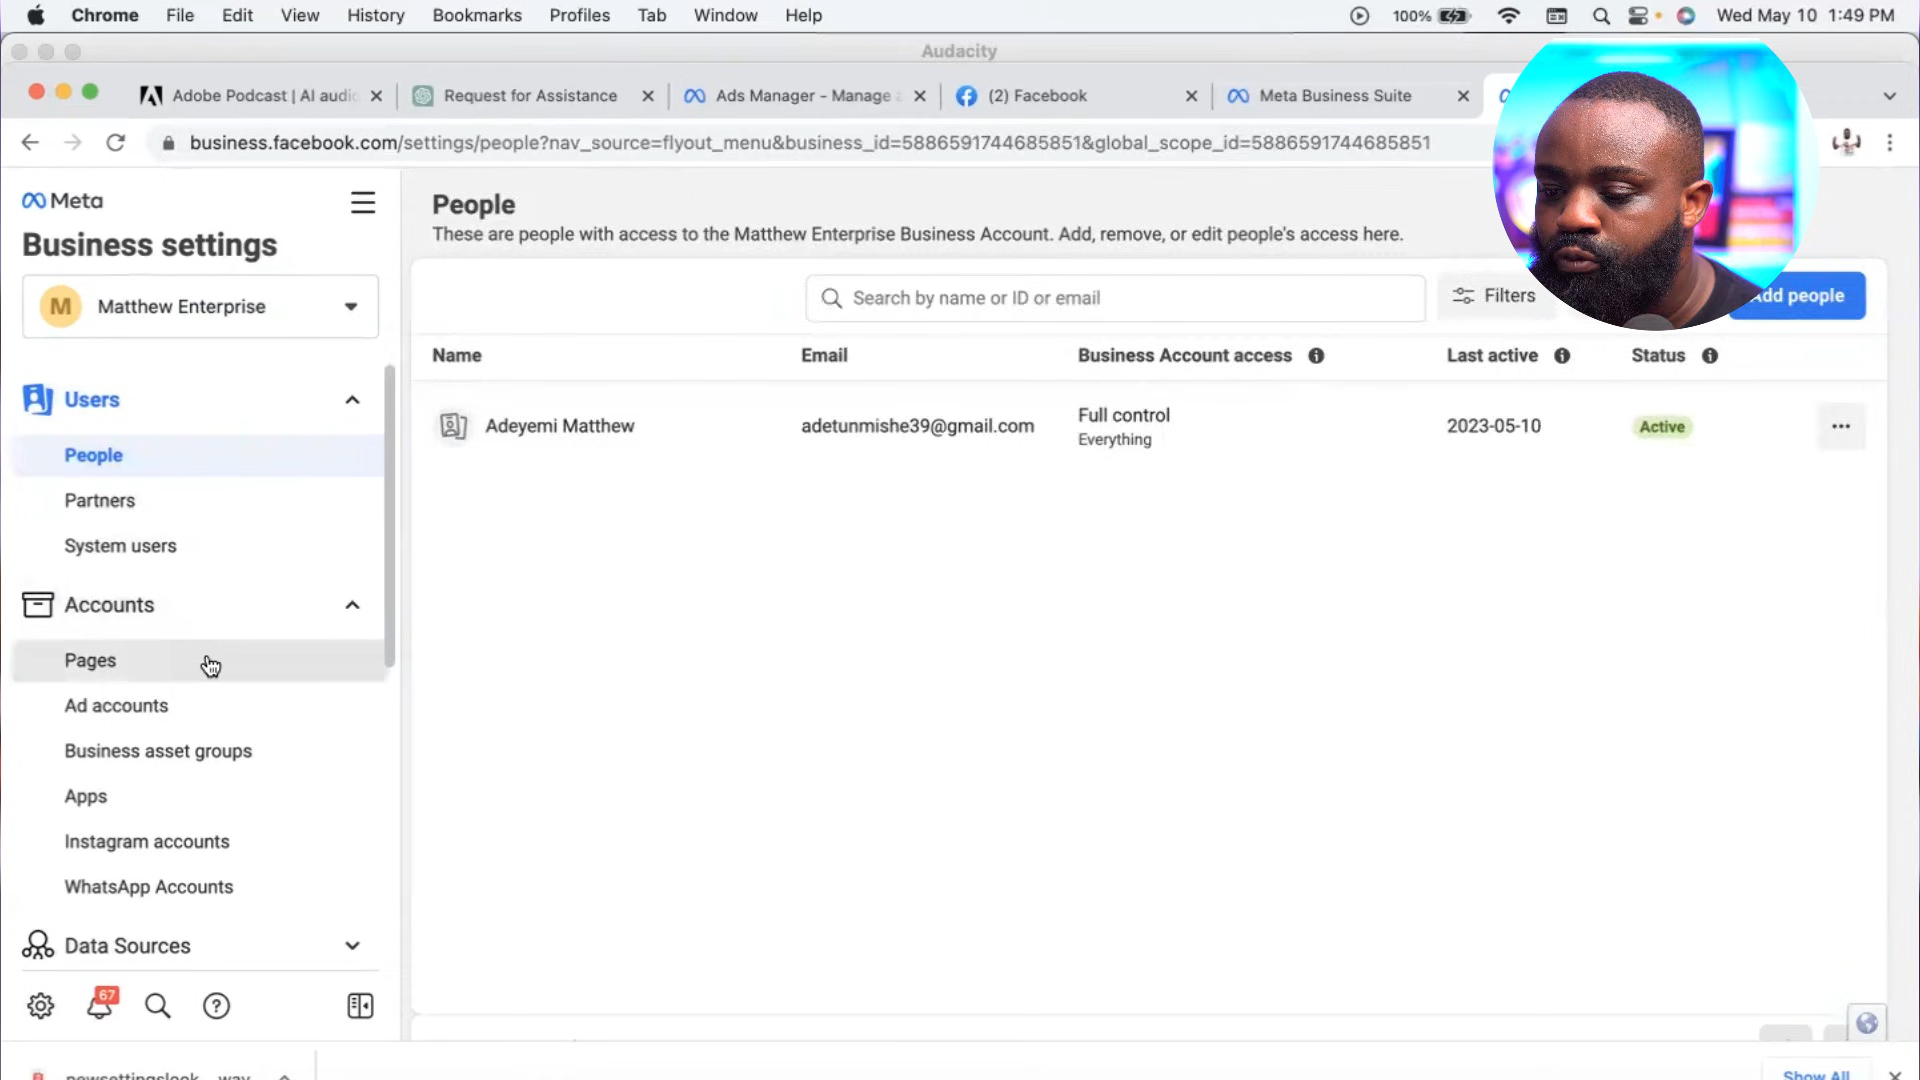 Chrome File Edit View History Bookmarks Profiles Tab Window Help 100% Wed May 10 1:49 PM
Audacity
Adobe Podcast | AI audio Request for Assistance Ads Manager - Manage (2) Facebook Meta Business Suite
business.facebook.com/settings/people?nav_source=flyout_menu&business_id=5886591744685851&global_scope_id=5886591744685851
Meta
Business settings
M Matthew Enterprise
Users
People
Partners
System users
Accounts
Pages
Ad accounts
Business asset groups
Apps
Instagram accounts
WhatsApp Accounts
Data Sources
67
People
These are people with access to the Matthew Enterprise Business Account. Add, remove, or edit people's access here.
Search by name or ID or email Filters Add people
Name Email Business Account access Last active Status
Adeyemi Matthew adetunmishe39@gmail.com Full control 2023-05-10 Active
Everything
newsettingslook way
Show All